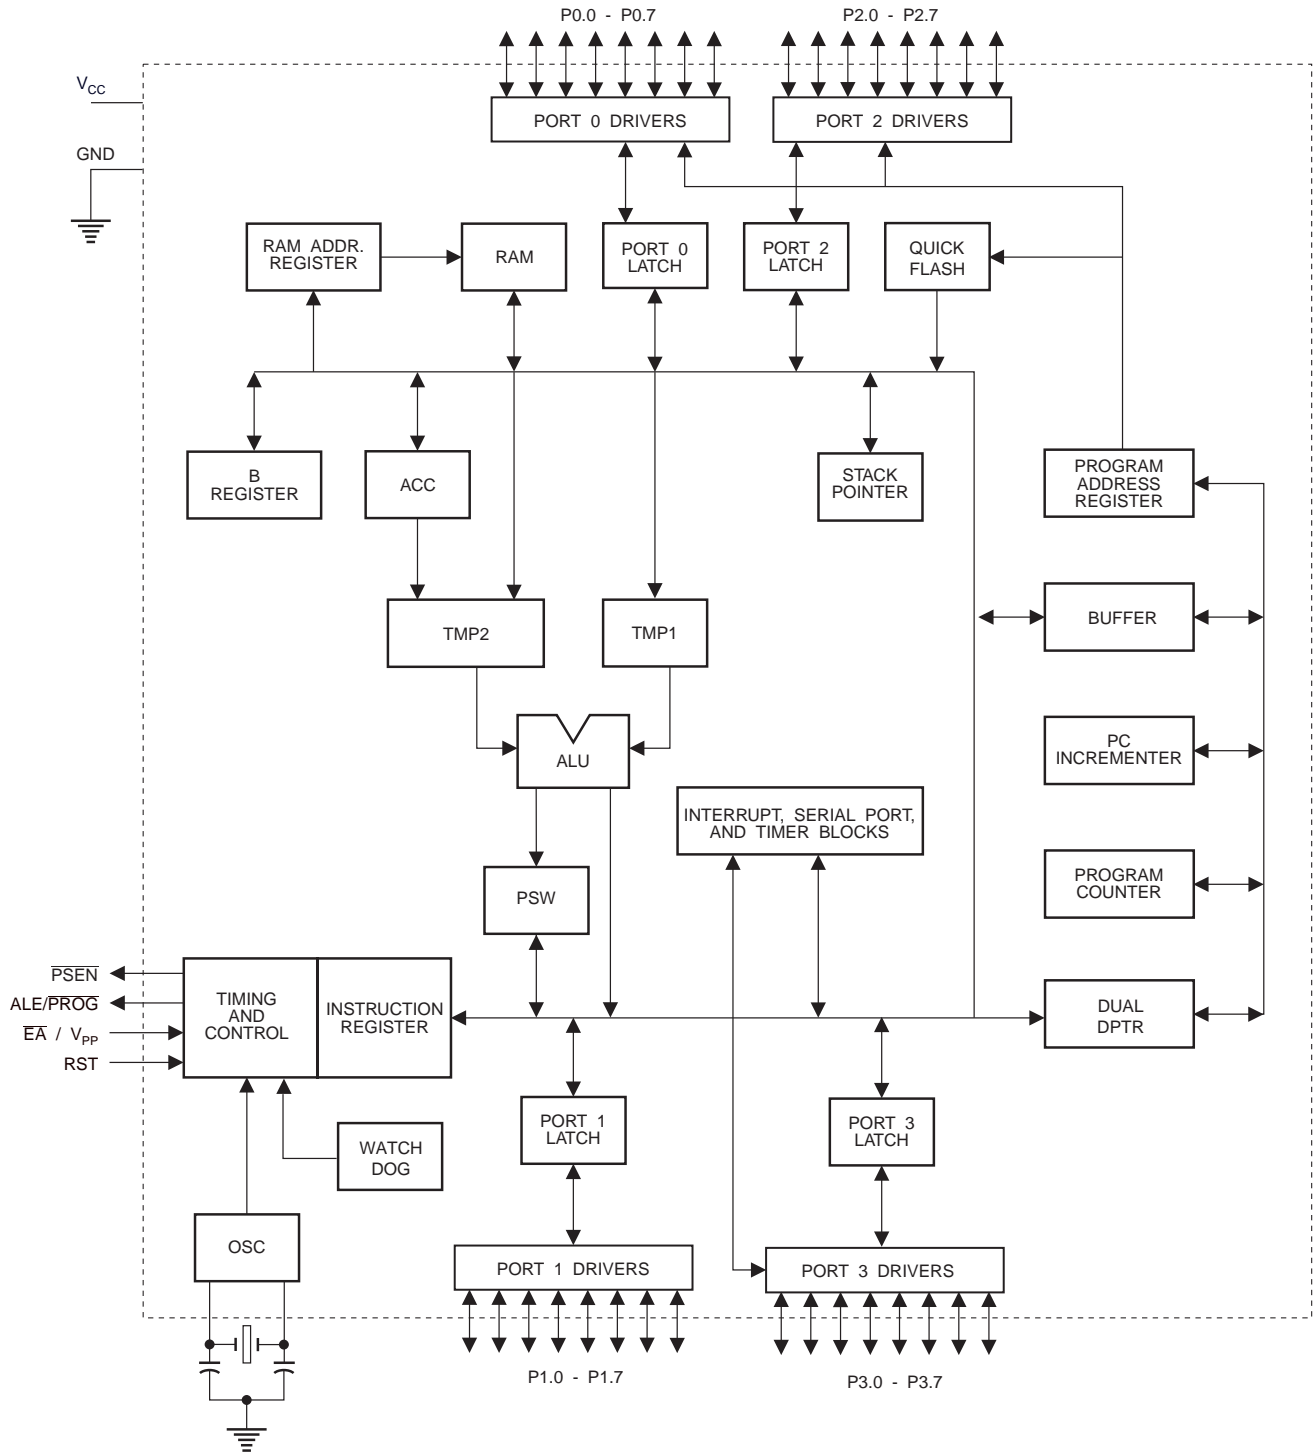 P0.0 - P0.7
P2.0 - P2.7
VCC
PORT 0 DRIVERS
PORT 2 DRIVERS
GND
RAM ADDR.
REGISTER
RAM
PORT 0
LATCH
PORT 2
LATCH
QUICK
FLASH
B
REGISTER
ACC
STACK
POINTER
PROGRAM
ADDRESS
REGISTER
BUFFER
TMP2
TMP1
ALU
PC
INCREMENTER
INTERRUPT, SERIAL PORT,
AND TIMER BLOCKS
PSW
PROGRAM
COUNTER
PSEN
ALE/PROG
EA / VPP
RST
TIMING
AND
CONTROL
INSTRUCTION
REGISTER
DUAL
DPTR
PORT 1
LATCH
PORT 3
LATCH
WATCH
DOG
OSC
PORT 1 DRIVERS
PORT 3 DRIVERS
P1.0 - P1.7
P3.0 - P3.7